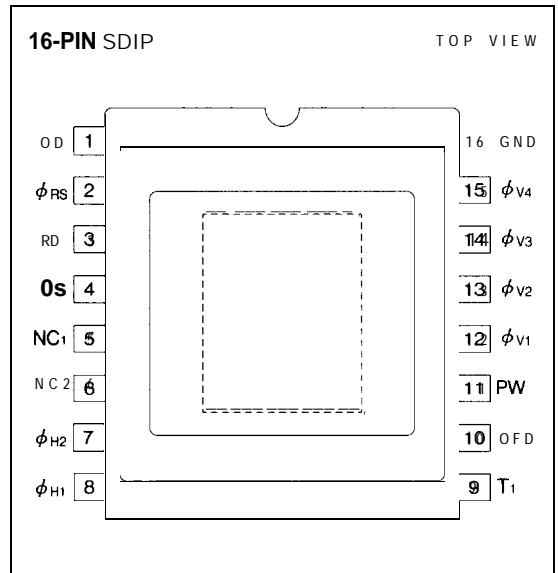 16-PIN SDIP TOP VIEW
OD 1 16 GND
ϕRS 2 15 ϕV4
RD 3 14 ϕV3
0s 4 13 ϕV2
NC1 5 12 ϕV1
NC2 6 11 PW
ϕH2 7 10 OFD
ϕH1 8 9 T1